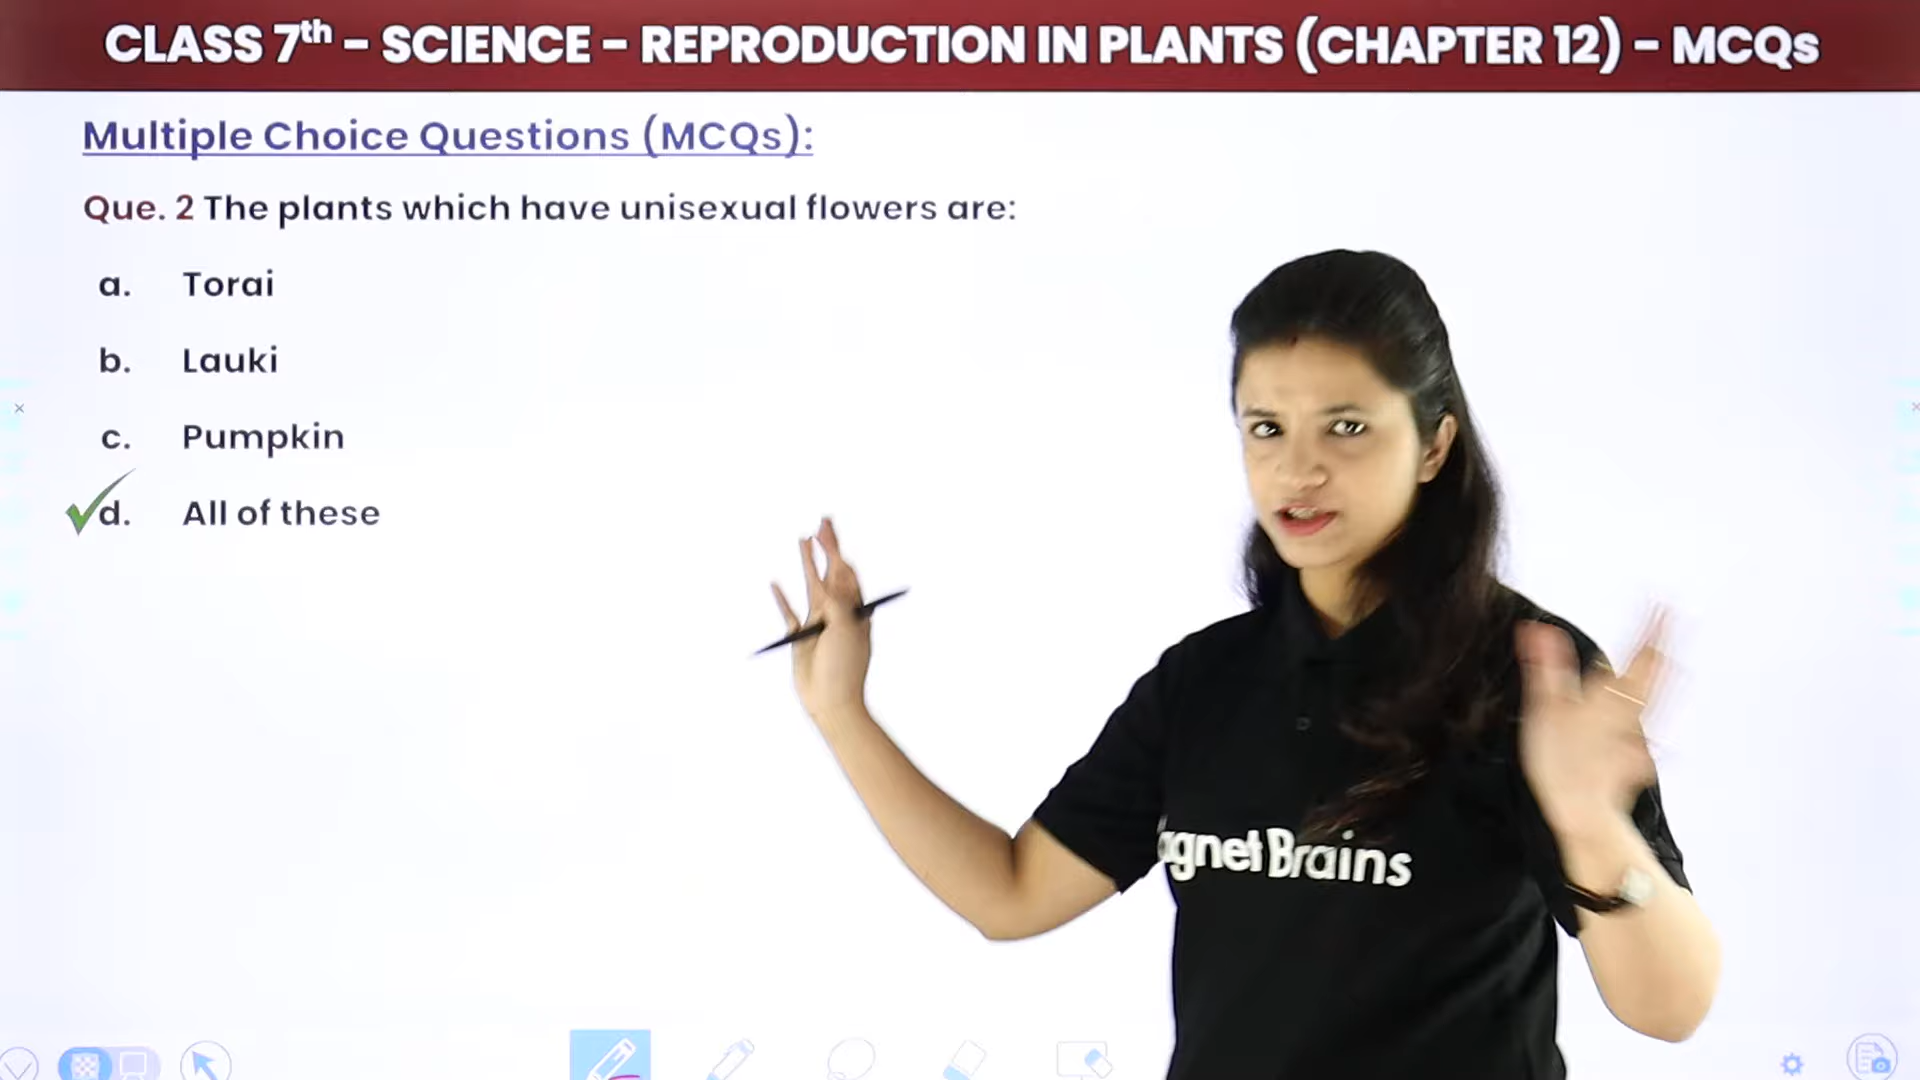 CLASS 7th – SCIENCE – REPRODUCTION IN PLANTS (CHAPTER 12) – MCQs
Multiple Choice Questions (MCQs):
Que. 2 The plants which have unisexual flowers are:
a. Torai
b. Lauki
c. Pumpkin
d. All of these
agnet Brains